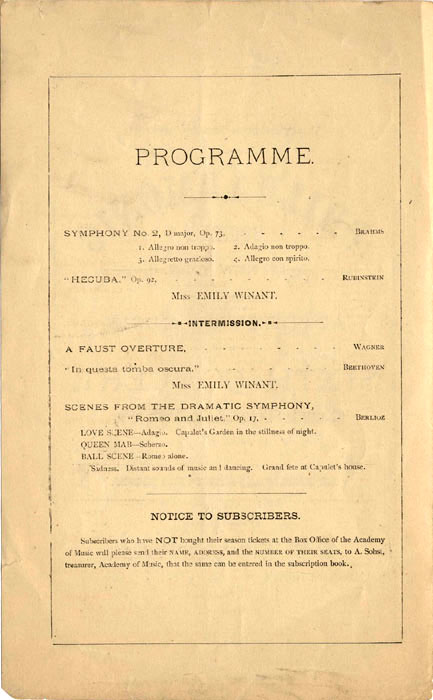 PROGRAMME.
SYMPHONY No. 2, D major, Op. 73. - - - - - - BRAHMS
1. Allegro non troppo. 2. Adagio non troppo.
3. Allegretto grazioso. 4. Allegro con spirito.
"HECUBA." Op. 92. - - - - - - - - RUBINSTEIN
MISS EMILY WINANT.
INTERMISSION.
A FAUST OVERTURE, - - - - - - - WAGNER
"In questa tomba oscura." - - - - - - BEETHOVEN
MISS EMILY WINANT.
SCENES FROM THE DRAMATIC SYMPHONY,
"Romeo and Juliet." Op. 17. - - - - - BERLIOZ
LOVE SCENE—Adagio. Capulet's Garden in the stillness of night.
QUEEN MAB—Scherzo.
BALL SCENE—Romeo alone.
Sadness. Distant sounds of music and dancing. Grand fete at Capulet's house.
NOTICE TO SUBSCRIBERS.
Subscribers who have NOT bought their season tickets at the Box Office of the Academy
of Music will please send their NAME, ADDRESS, and the NUMBER OF THEIR SEATS, to A. Sohst,
treasurer, Academy of Music, that the same can be entered in the subscription book.